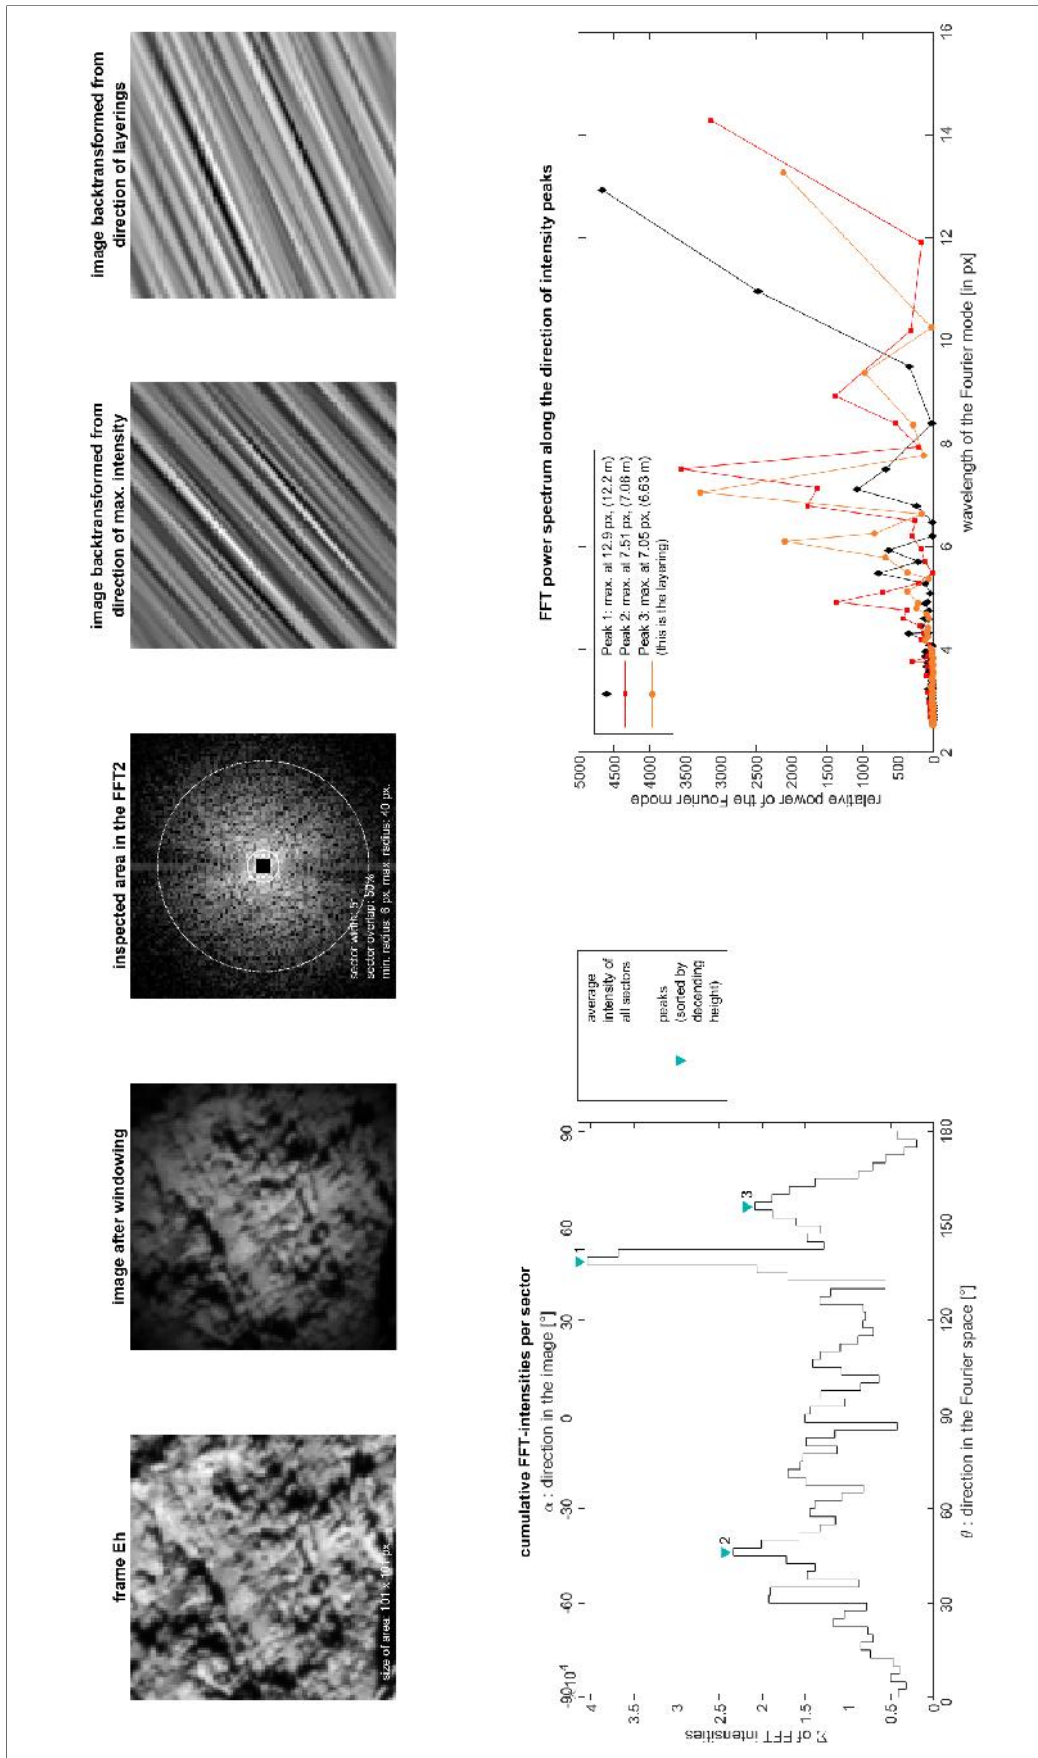 frame Eh
size of area: 101 x 101 px
image after windowing
inspected area in the FFT2
sector width: 5°
sector overlap: 50%
min. radius: 6 px, max. radius: 40 px.
image backtransformed from
direction of max. intensity
image backtransformed from
direction of layerings
cumulative FFT-intensities per sector
α : direction in the image [°]
-90 -60 -30 0 30 60 90
10⁴
4
3.5
3
2.5
2
1.5
1
0.5
0
Σ of FFT intensities
2
1
3
0 30 60 90 120 150 180
θ : direction in the Fourier space [°]
average
intensity of
all sectors
peaks
(sorted by
decending
height)
FFT power spectrum along the direction of intensity peaks
5000
4500
4000
3500
3000
2500
2000
1500
1000
500
0
relative power of the Fourier mode
Peak 1: max. at 12.9 px, (12.2 m)
Peak 2: max. at 7.51 px, (7.06 m)
Peak 3: max. at 7.05 px, (6.63 m)
(this is the layering)
2 4 6 8 10 12 14 16
wavelength of the Fourier mode [in px]